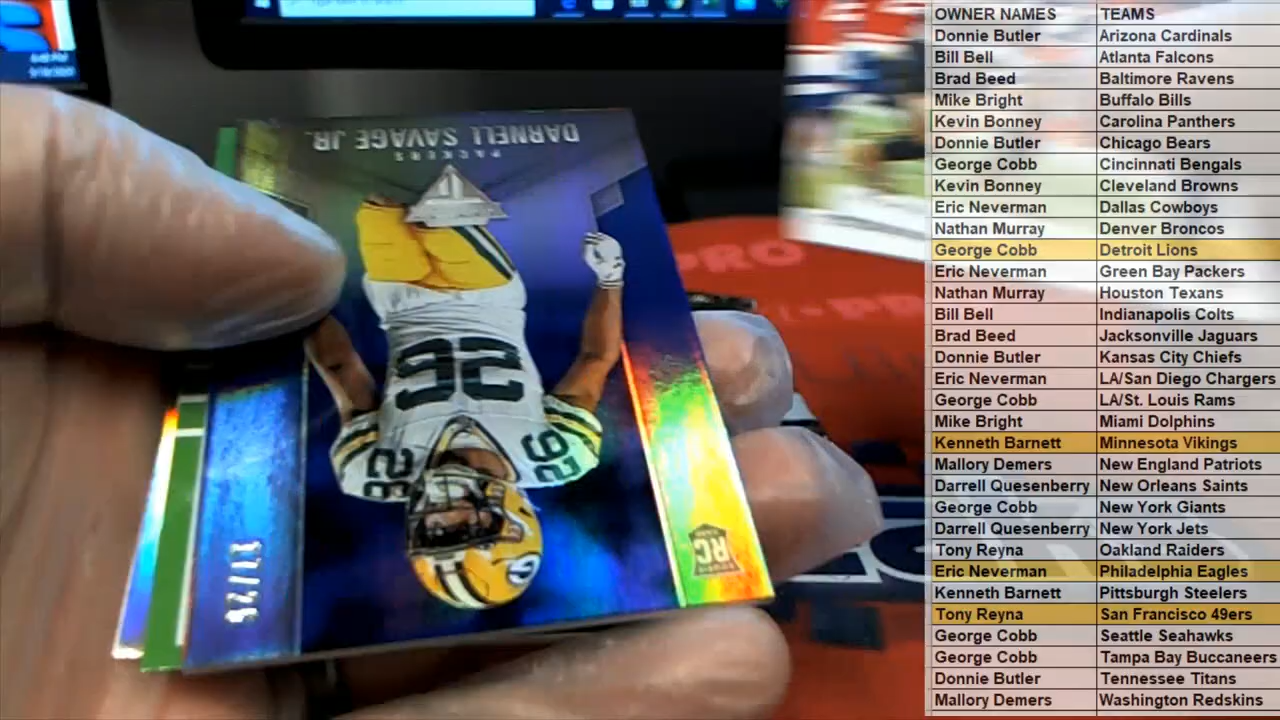 OWNER NAMES TEAMS
Donnie Butler Arizona Cardinals
Bill Bell Atlanta Falcons
Brad Beed Baltimore Ravens
Mike Bright Buffalo Bills
Kevin Bonney Carolina Panthers
Donnie Butler Chicago Bears
George Cobb Cincinnati Bengals
Kevin Bonney Cleveland Browns
Eric Neverman Dallas Cowboys
Nathan Murray Denver Broncos
George Cobb Detroit Lions
Eric Neverman Green Bay Packers
Nathan Murray Houston Texans
Bill Bell Indianapolis Colts
Brad Beed Jacksonville Jaguars
Donnie Butler Kansas City Chiefs
Eric Neverman LA/San Diego Chargers
George Cobb LA/St. Louis Rams
Mike Bright Miami Dolphins
Kenneth Barnett Minnesota Vikings
Mallory Demers New England Patriots
Darrell Quesenberry New Orleans Saints
George Cobb New York Giants
Darrell Quesenberry New York Jets
Tony Reyna Oakland Raiders
Eric Neverman Philadelphia Eagles
Kenneth Barnett Pittsburgh Steelers
Tony Reyna San Francisco 49ers
George Cobb Seattle Seahawks
George Cobb Tampa Bay Buccaneers
Donnie Butler Tennessee Titans
Mallory Demers Washington Redskins
DARNELL SAVAGE JR.
PACKERS
26
26
26
RC
PRO